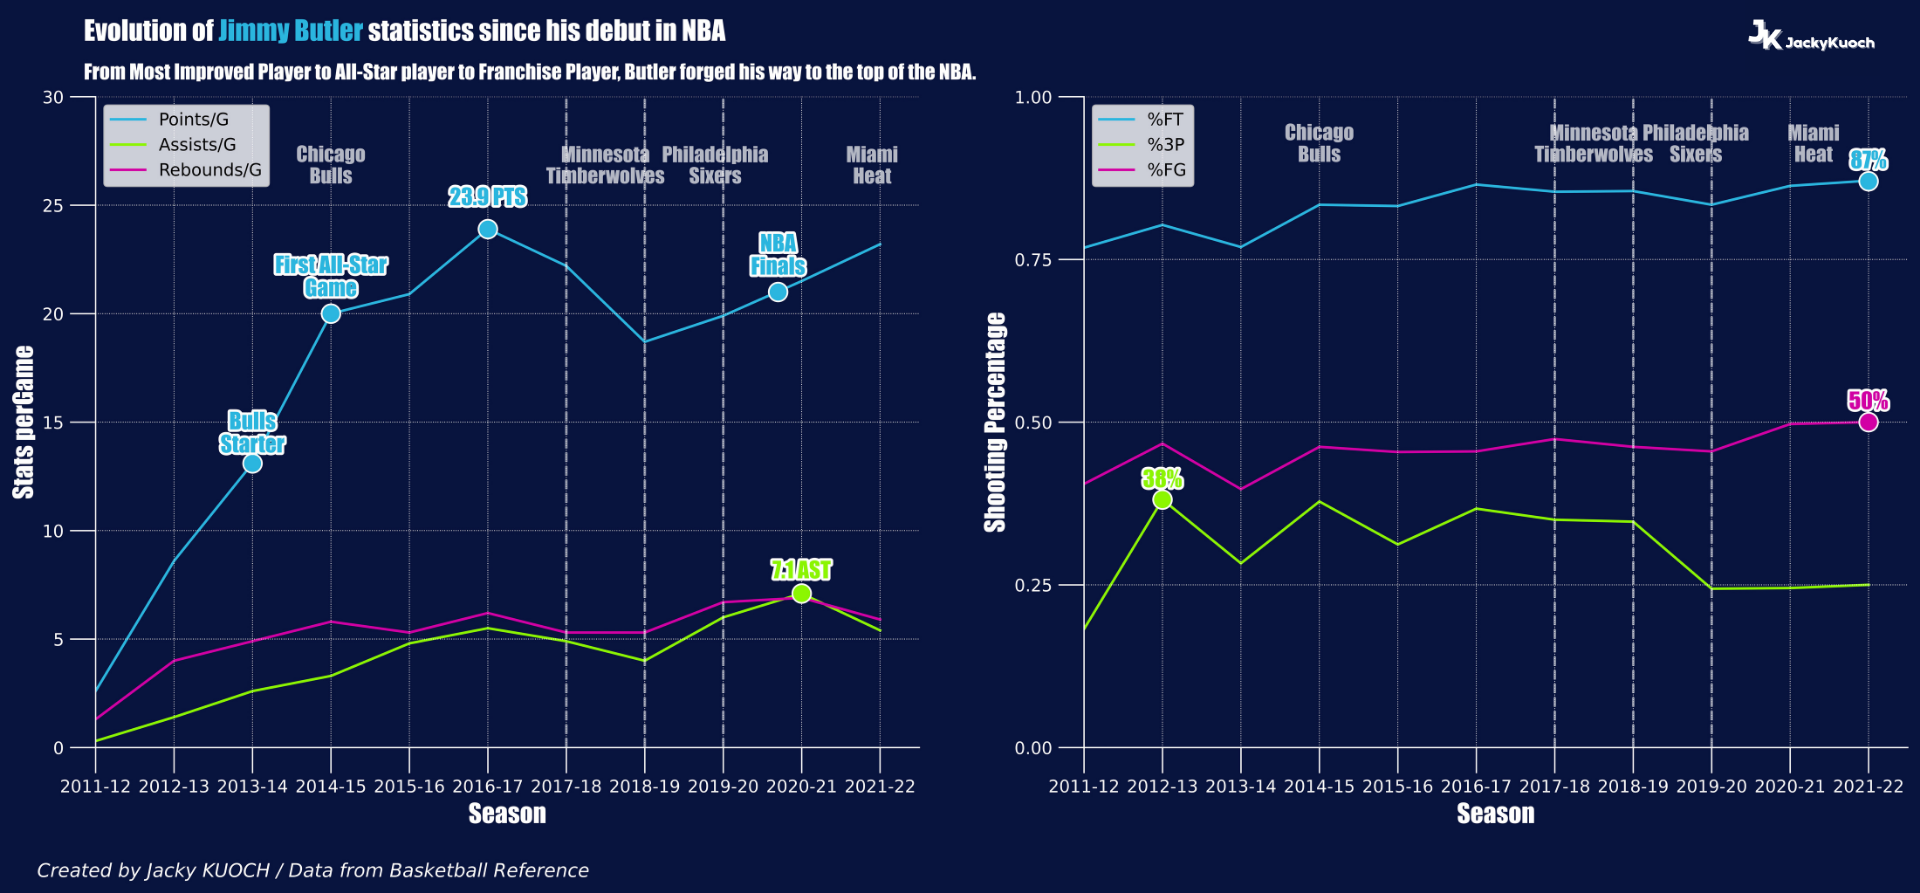 Evolution of Jimmy Butler statistics since his debut in NBA
From Most Improved Player to All-Star player to Franchise Player, Butler forged his way to the top of the NBA.
JK JackyKuoch
Stats perGame
30
25
20
15
10
5
0
Points/G
Assists/G
Rebounds/G
Chicago
Bulls
Minnesota
Timberwolves
Philadelphia
Sixers
Miami
Heat
Bulls
Starter
First All-Star
Game
23.9 PTS
NBA
Finals
7.1 AST
2011-12 2012-13 2013-14 2014-15 2015-16 2016-17 2017-18 2018-19 2019-20 2020-21 2021-22
Season
Shooting Percentage
1.00
0.75
0.50
0.25
0.00
%FT
%3P
%FG
Chicago
Bulls
Minnesota
Timberwolves
Philadelphia
Sixers
Miami
Heat
87%
50%
38%
2011-12 2012-13 2013-14 2014-15 2015-16 2016-17 2017-18 2018-19 2019-20 2020-21 2021-22
Season
Created by Jacky KUOCH / Data from Basketball Reference